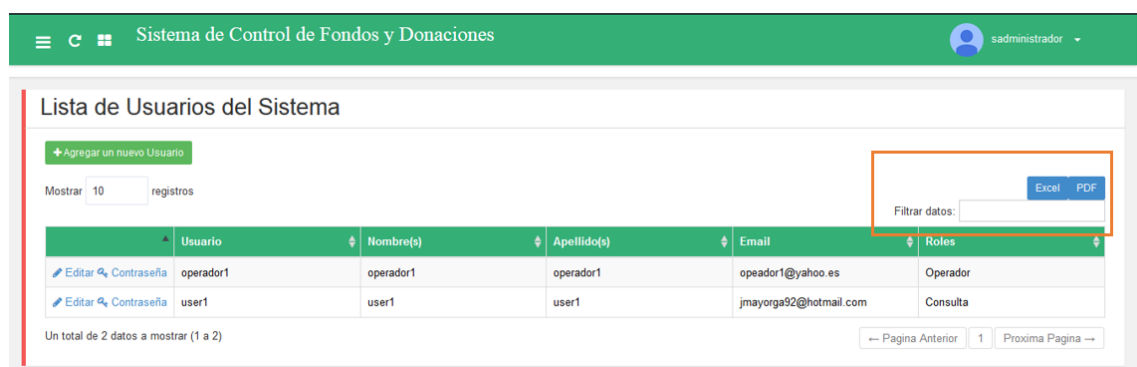 Sistema de Control de Fondos y Donaciones
sadministrador
Lista de Usuarios del Sistema
Agregar un nuevo Usuario
Mostrar 10 registros
Excel PDF
Filtrar datos:
Usuario Nombre(s) Apellido(s) Email Roles
Editar Contraseña operador1 operador1 operador1 opeador1@yahoo.es Operador
Editar Contraseña user1 user1 user1 jmayorga92@hotmail.com Consulta
Un total de 2 datos a mostrar (1 a 2)
← Pagina Anterior 1 Proxima Pagina →